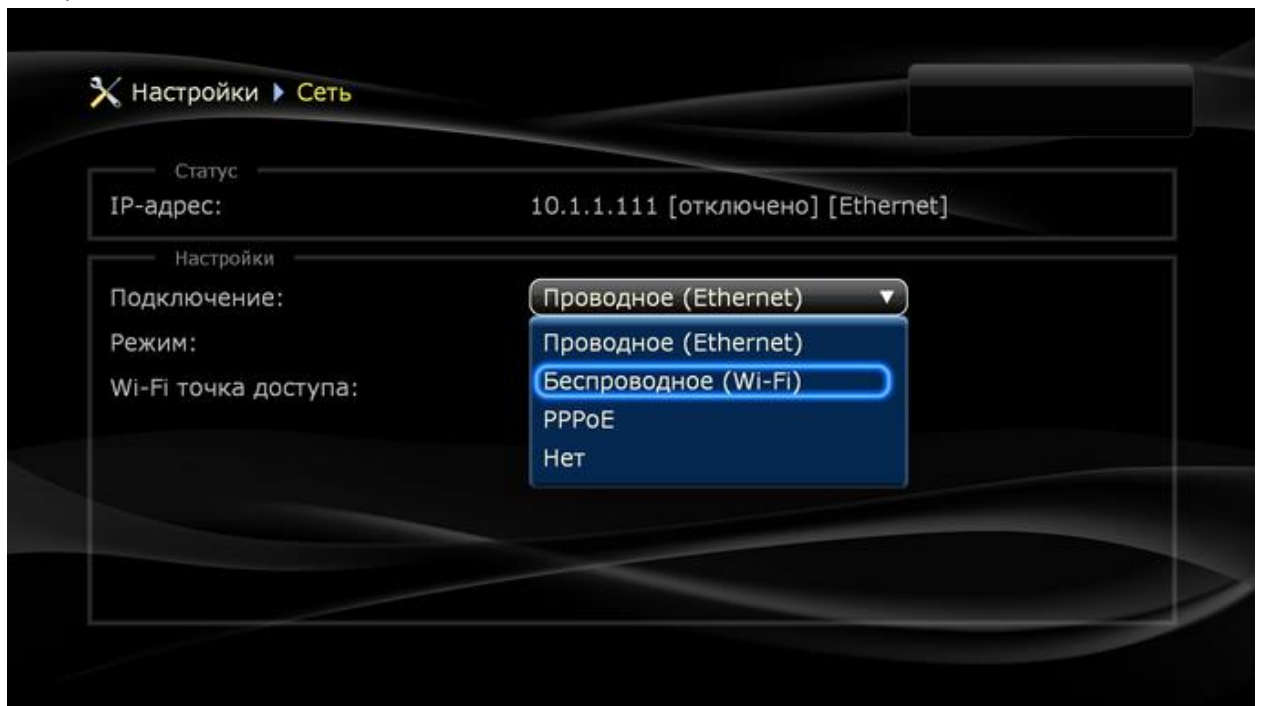 Настройки Сеть
Статус
IP-адрес: 10.1.1.111 [отключено] [Ethernet]
Настройки
Подключение: Проводное (Ethernet)
Режим: Проводное (Ethernet)
Беспроводное (Wi-Fi)
Wi-Fi точка доступа:
PPPoE
Нет